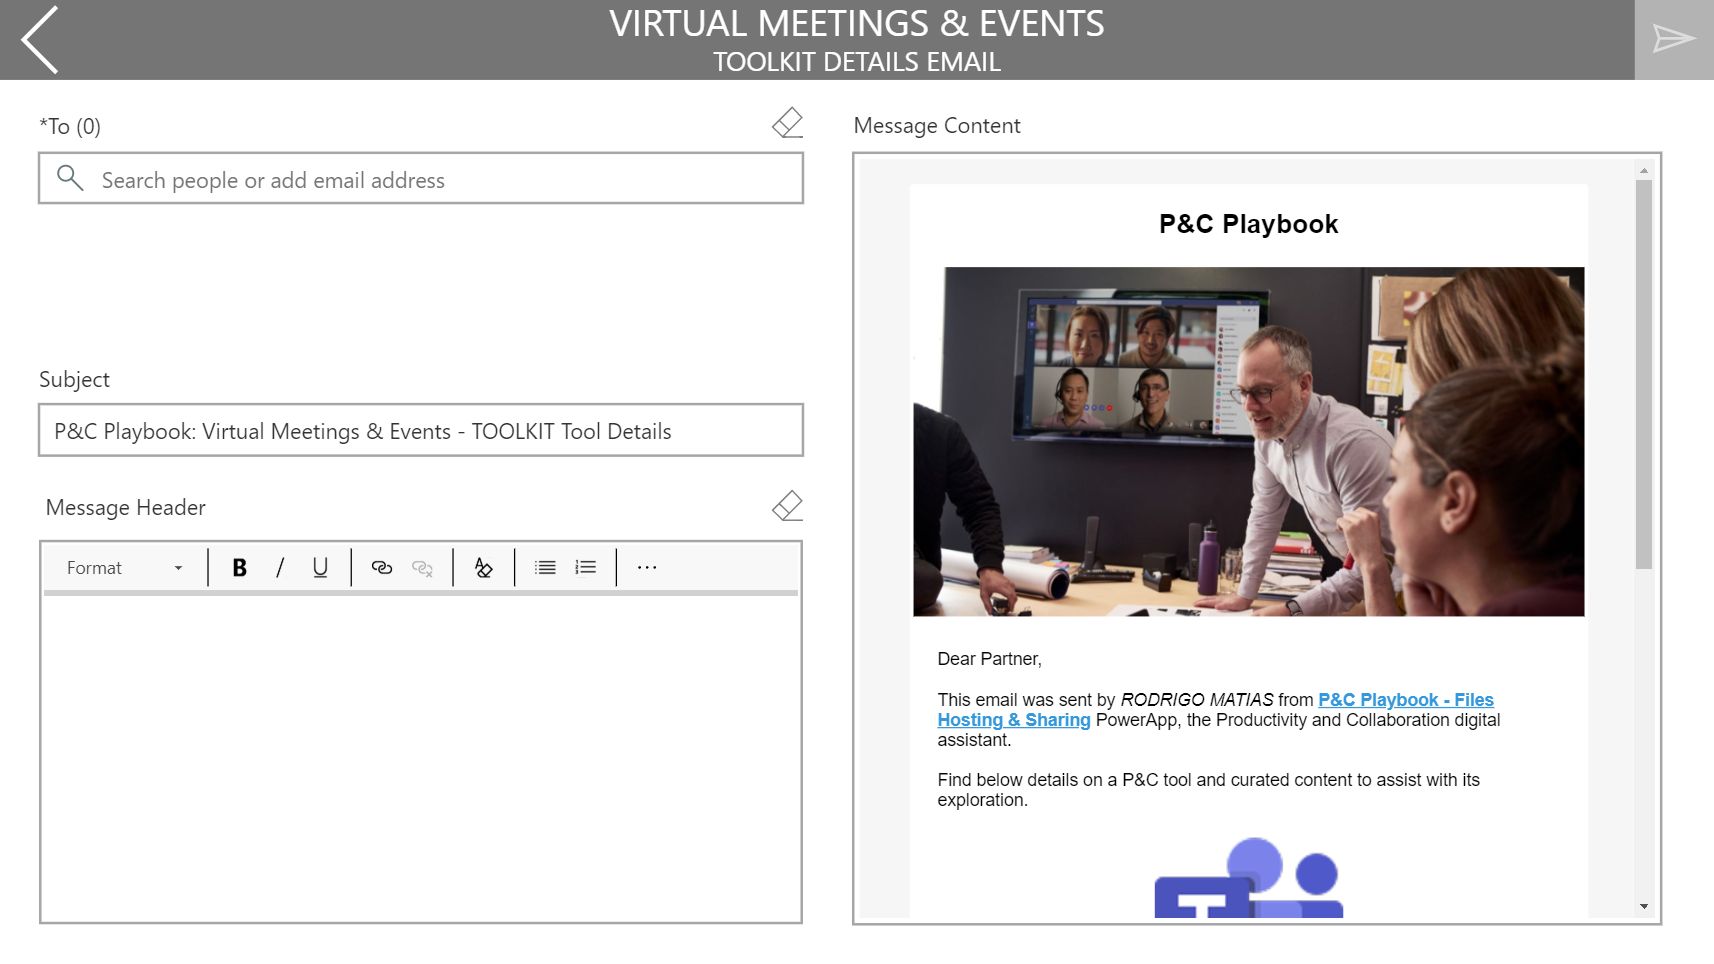 VIRTUAL MEETINGS & EVENTS
TOOLKIT DETAILS EMAIL
*To (0)
Search people or add email address
Subject
P&C Playbook: Virtual Meetings & Events - TOOLKIT Tool Details
Message Header
Format
B I U
Message Content
P&C Playbook
Dear Partner,
This email was sent by RODRIGO MATIAS from P&C Playbook - Files
Hosting & Sharing PowerApp, the Productivity and Collaboration digital
assistant.
Find below details on a P&C tool and curated content to assist with its
exploration.
T